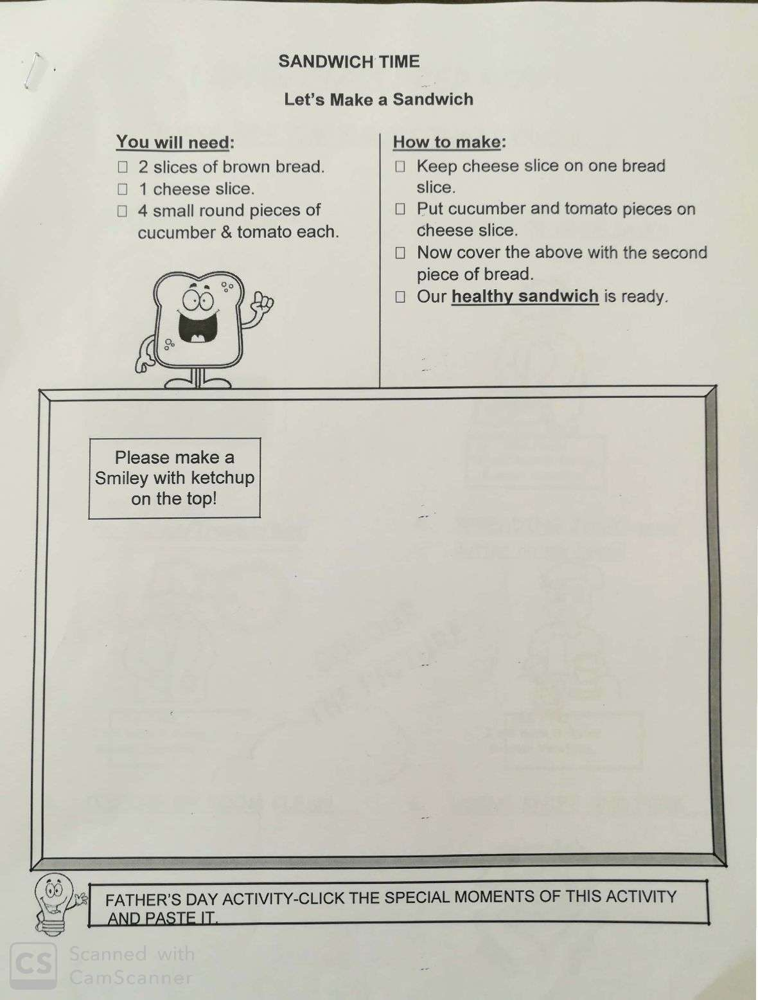 SANDWICH TIME
Let's Make a Sandwich
You will need:
2 slices of brown bread.
1 cheese slice.
4 small round pieces of
cucumber & tomato each.
How to make:
Keep cheese slice on one bread
slice.
Put cucumber and tomato pieces on
cheese slice.
Now cover the above with the second
piece of bread.
Our healthy sandwich is ready.
Please make a
Smiley with ketchup
on the top!
FATHER'S DAY ACTIVITY-CLICK THE SPECIAL MOMENTS OF THIS ACTIVITY
AND PASTE IT.
CS
Scanned with
CamScanner